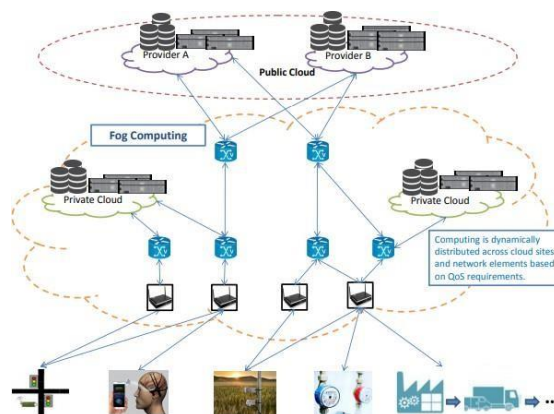 Provider A
Provider B
Public Cloud
Fog Computing
Private Cloud
Private Cloud
Computing is dynamically
distributed across cloud sites
and network elements based
on QoS requirements.
...